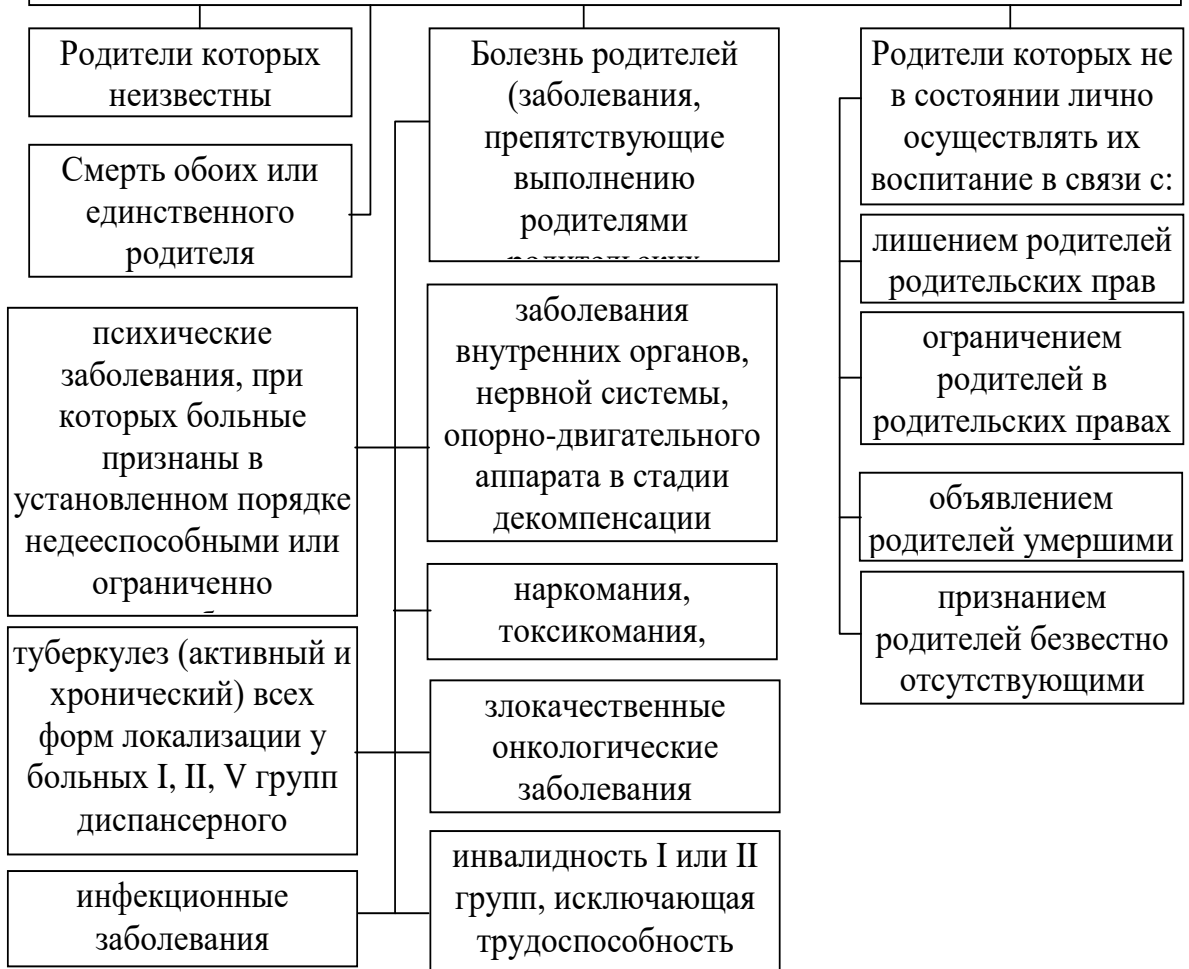 Родители которых
неизвестны
Смерть обоих или
единственного
родителя
Болезнь родителей
(заболевания,
препятствующие
выполнению
родителями
Родители которых не
в состоянии лично
осуществлять их
воспитание в связи с:
лишением родителей
родительских прав
ограничением
родителей в
родительских правах
объявлением
родителей умершими
признанием
родителей безвестно
отсутствующими
психические
заболевания, при
которых больные
признаны в
установленном порядке
недееспособными или
ограниченно
туберкулез (активный и
хронический) всех
форм локализации у
больных I, II, V групп
диспансерного
инфекционные
заболевания
заболевания
внутренних органов,
нервной системы,
опорно-двигательного
аппарата в стадии
декомпенсации
наркомания,
токсикомания,
злокачественные
онкологические
заболевания
инвалидность I или II
групп, исключающая
трудоспособность